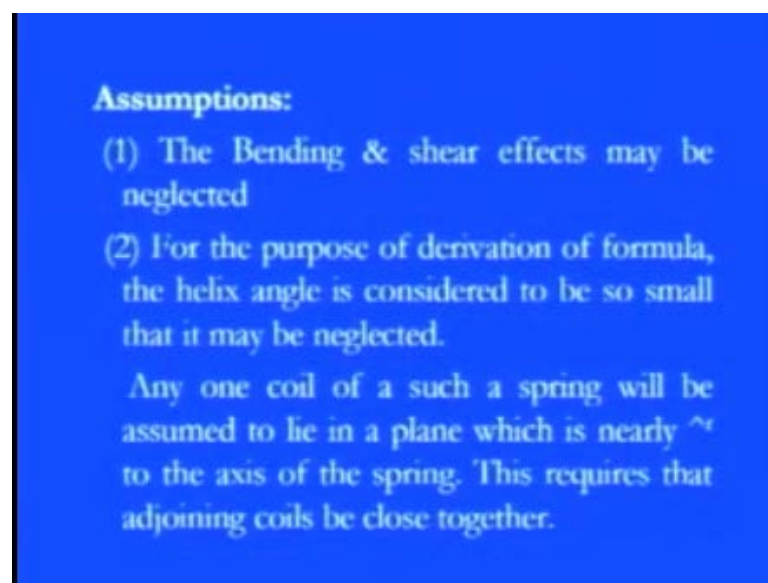 Assumptions:
(1) The Bending & shear effects may be
neglected
(2) For the purpose of derivation of formula,
the helix angle is considered to be so small
that it may be neglected.
Any one coil of a such a spring will be
assumed to lie in a plane which is nearly ^r
to the axis of the spring. This requires that
adjoining coils be close together.